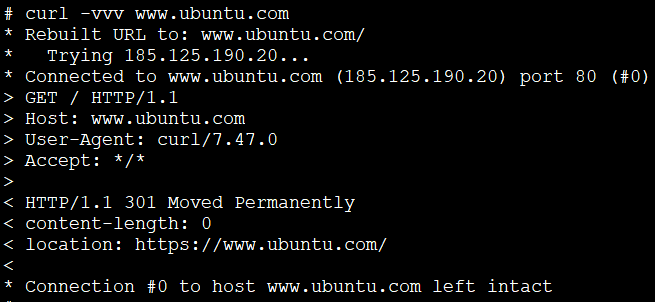 # curl -vvv www.ubuntu.com
* Rebuilt URL to: www.ubuntu.com/
*   Trying 185.125.190.20...
* Connected to www.ubuntu.com (185.125.190.20) port 80 (#0)
> GET / HTTP/1.1
> Host: www.ubuntu.com
> User-Agent: curl/7.47.0
> Accept: */*
>
< HTTP/1.1 301 Moved Permanently
< content-length: 0
< location: https://www.ubuntu.com/
<
* Connection #0 to host www.ubuntu.com left intact